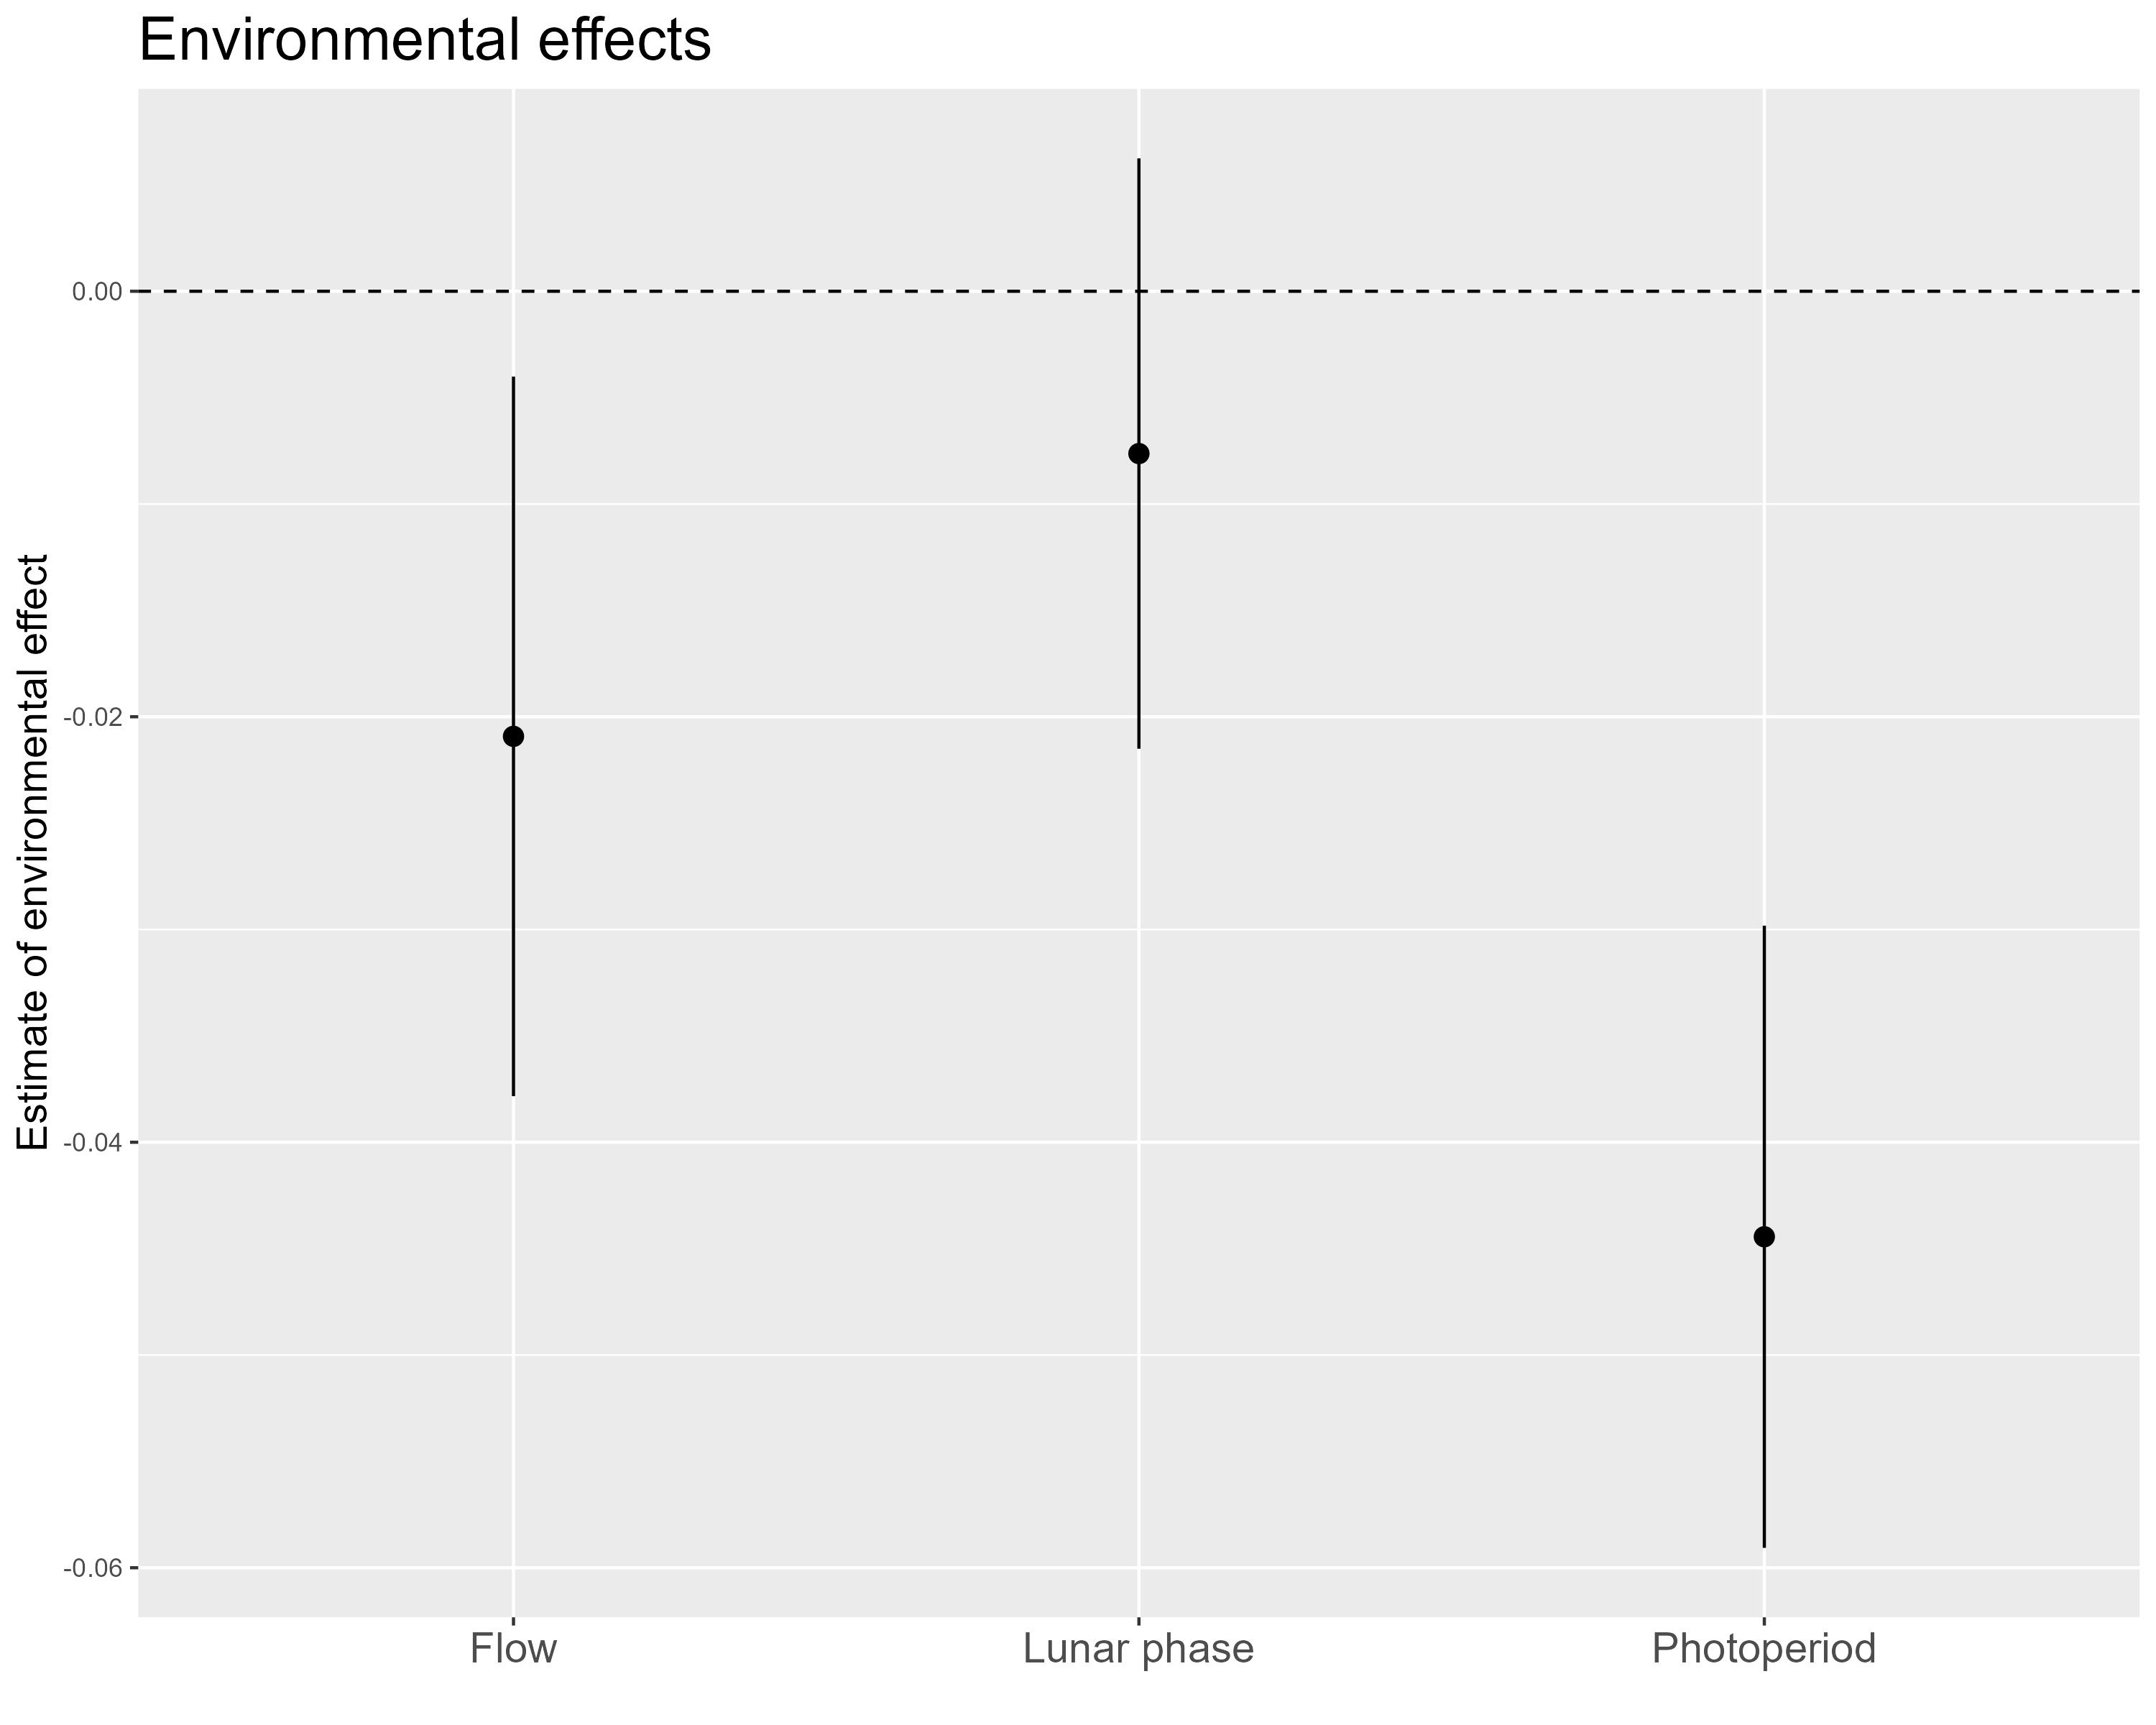 Environmental effects
Estimate of environmental effect
0.00
-0.02
-0.04
-0.06
Flow
Lunar phase
Photoperiod